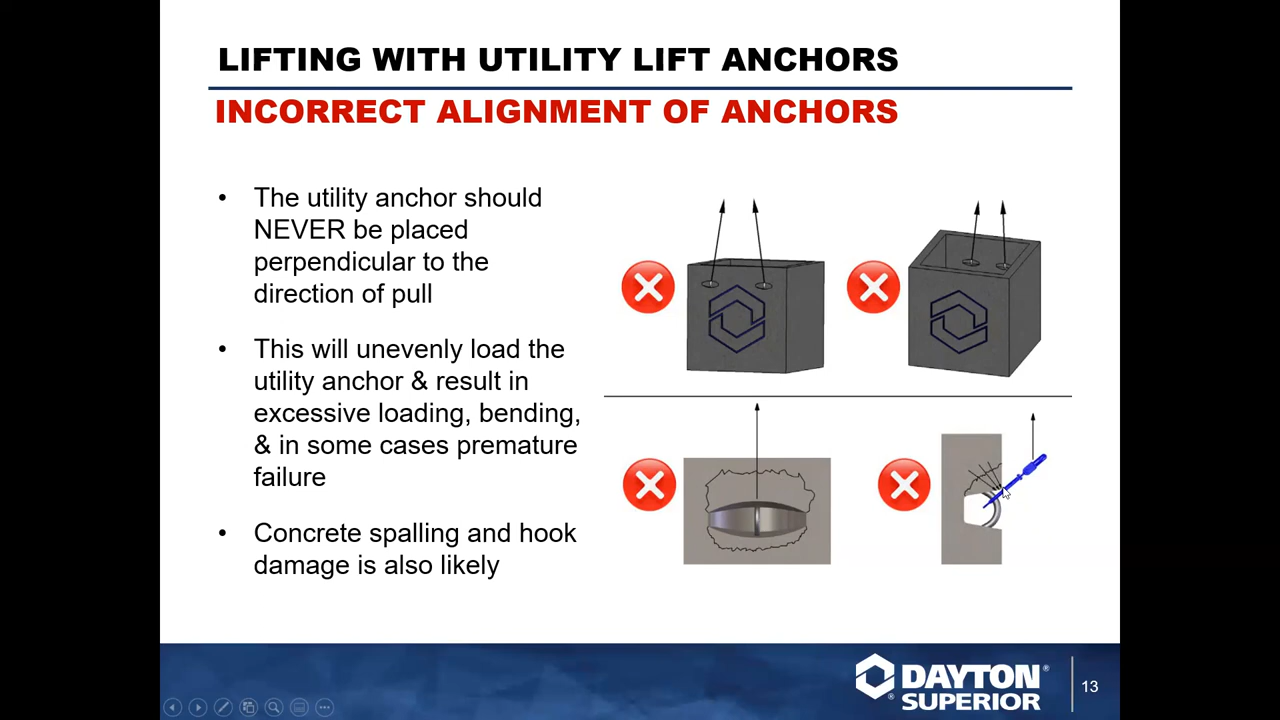 LIFTING WITH UTILITY LIFT ANCHORS
INCORRECT ALIGNMENT OF ANCHORS
• The utility anchor should
NEVER be placed
perpendicular to the
direction of pull
• This will unevenly load the
utility anchor & result in
excessive loading, bending,
& in some cases premature
failure
• Concrete spalling and hook
damage is also likely
DAYTON®
® SUPERIOR
13